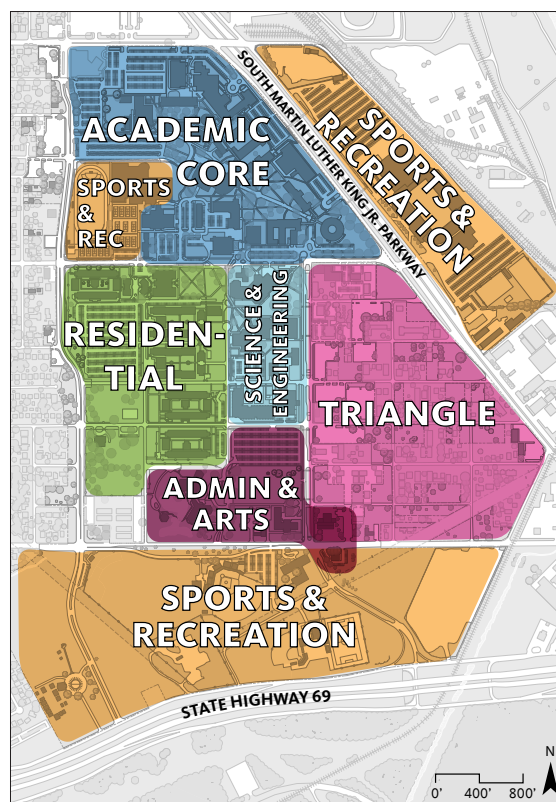 SOUTH MARTIN LUTHER KING JR. PARKWAY
ACADEMIC
CORE
SPORTS &
RECREATION
SPORTS
&
REC
RESIDEN-
TIAL
SCIENCE &
ENGINEERING
TRIANGLE
ADMIN &
ARTS
SPORTS &
RECREATION
STATE HIGHWAY 69
N
0' 400' 800'